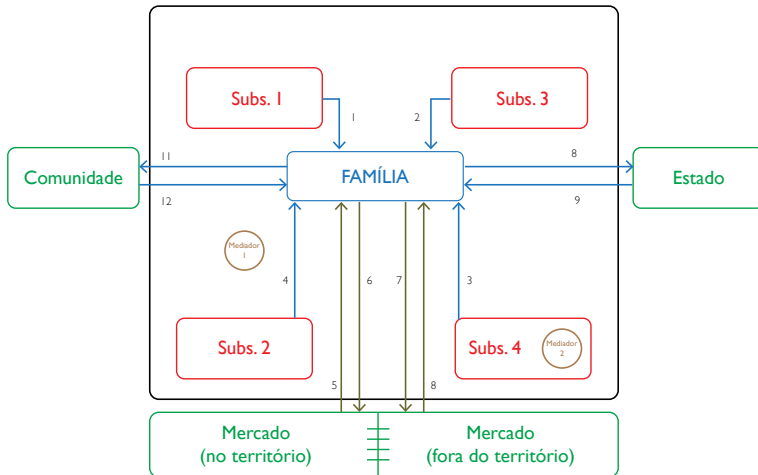 Subs. 1
Subs. 3
1
2
11
8
Comunidade
FAMÍLIA
Estado
12
9
Mediador
1
4
6
7
3
Subs. 2
Subs. 4
Mediador
2
5
8
Mercado
(no território)
Mercado
(fora do território)